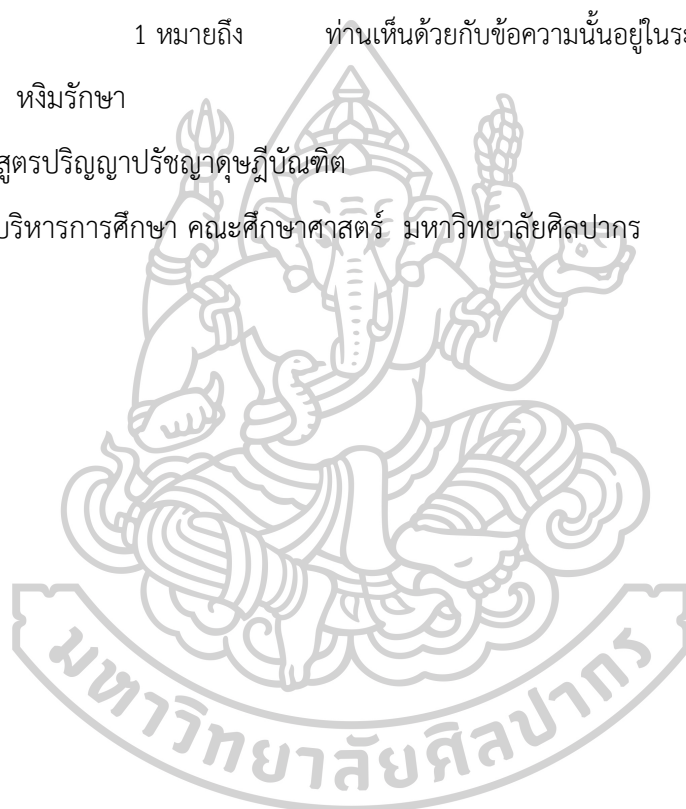 1 หมายถึง ท่านเห็นด้วยกับข้อความนั้นอยู่ใน
หงิมรักษา
สูตรปริญญาปรัชญาดุษฎีบัณฑิต
บริหารการศึกษา คณะศึกษาศาสตร์ มหาวิทยาลัยศิลปากร
มหาวิทยาลัยศิลปากร